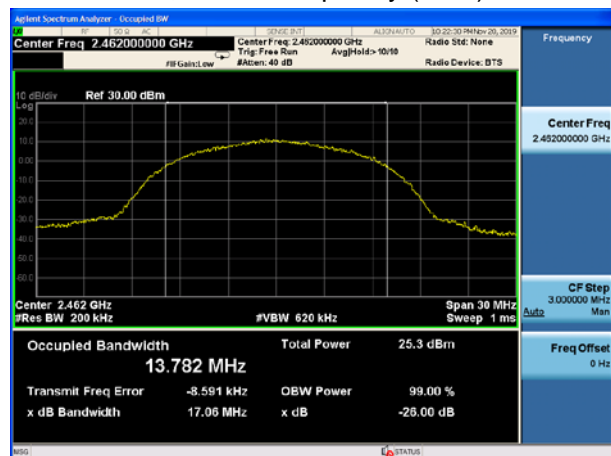 Agilent Spectrum Analyzer - Occupied BW
RF 50 Ω AC SENSE:INT ALIGNAUTO 10:22:30 PM Nov 20, 2019
Center Freq 2.462000000 GHz Center Freq: 2.462000000 GHz Radio Std: None Frequency
Trig: Free Run Avg|Hold:> 10/10
#IFGain:Low #Atten: 40 dB Radio Device: BTS
10 dB/div Ref 30.00 dBm
Log
20.0
10.0
0.00
-10.0
-20.0
-30.0
-40.0
-50.0
-60.0
Center Freq
2.462000000 GHz
Center 2.462 GHz Span 30 MHz
#Res BW 200 kHz #VBW 620 kHz Sweep 1 ms
CF Step
3.000000 MHz
Auto Man
Occupied Bandwidth Total Power 25.3 dBm
13.782 MHz
Transmit Freq Error -8.591 kHz OBW Power 99.00 %
x dB Bandwidth 17.06 MHz x dB -26.00 dB
Freq Offset
0 Hz
MSG STATUS